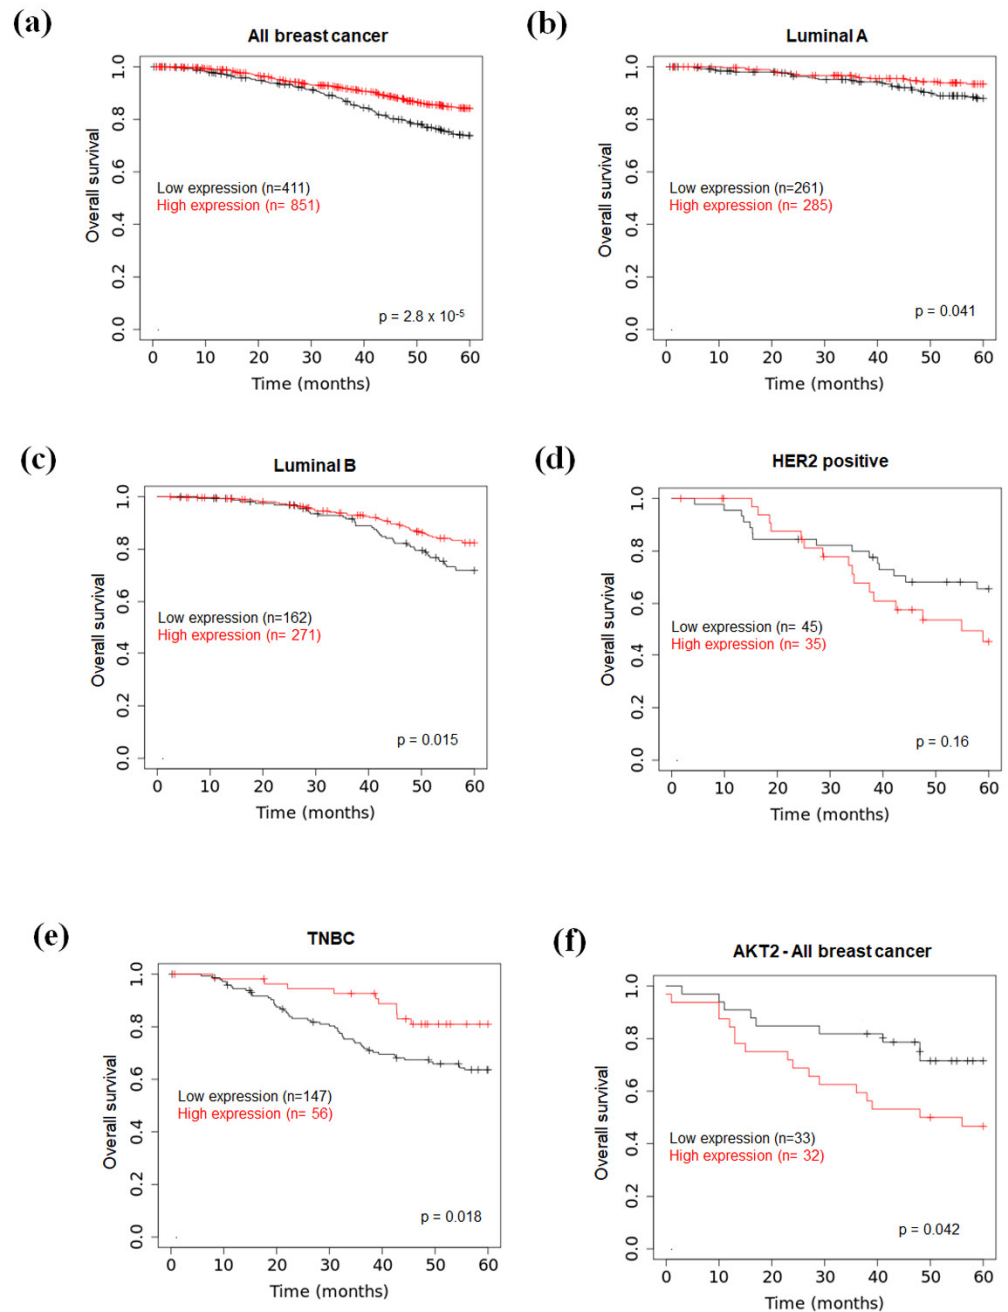 (a)
All breast cancer
Overall survival
1.0
0.8
0.6
0.4
0.2
0.0
Low expression (n=411)
High expression (n= 851)
p = 2.8 x 10-5
0 10 20 30 40 50 60
Time (months)
(b)
Luminal A
Overall survival
1.0
0.8
0.6
0.4
0.2
0.0
Low expression (n=261)
High expression (n= 285)
p = 0.041
0 10 20 30 40 50 60
Time (months)
(c)
Luminal B
Overall survival
1.0
0.8
0.6
0.4
0.2
0.0
Low expression (n=162)
High expression (n= 271)
p = 0.015
0 10 20 30 40 50 60
Time (months)
(d)
HER2 positive
Overall survival
1.0
0.8
0.6
0.4
0.2
0.0
Low expression (n= 45)
High expression (n= 35)
p = 0.16
0 10 20 30 40 50 60
Time (months)
(e)
TNBC
Overall survival
1.0
0.8
0.6
0.4
0.2
0.0
Low expression (n=147)
High expression (n= 56)
p = 0.018
0 10 20 30 40 50 60
Time (months)
(f)
AKT2 - All breast cancer
Overall survival
1.0
0.8
0.6
0.4
0.2
0.0
Low expression (n=33)
High expression (n= 32)
p = 0.042
0 10 20 30 40 50 60
Time (months)